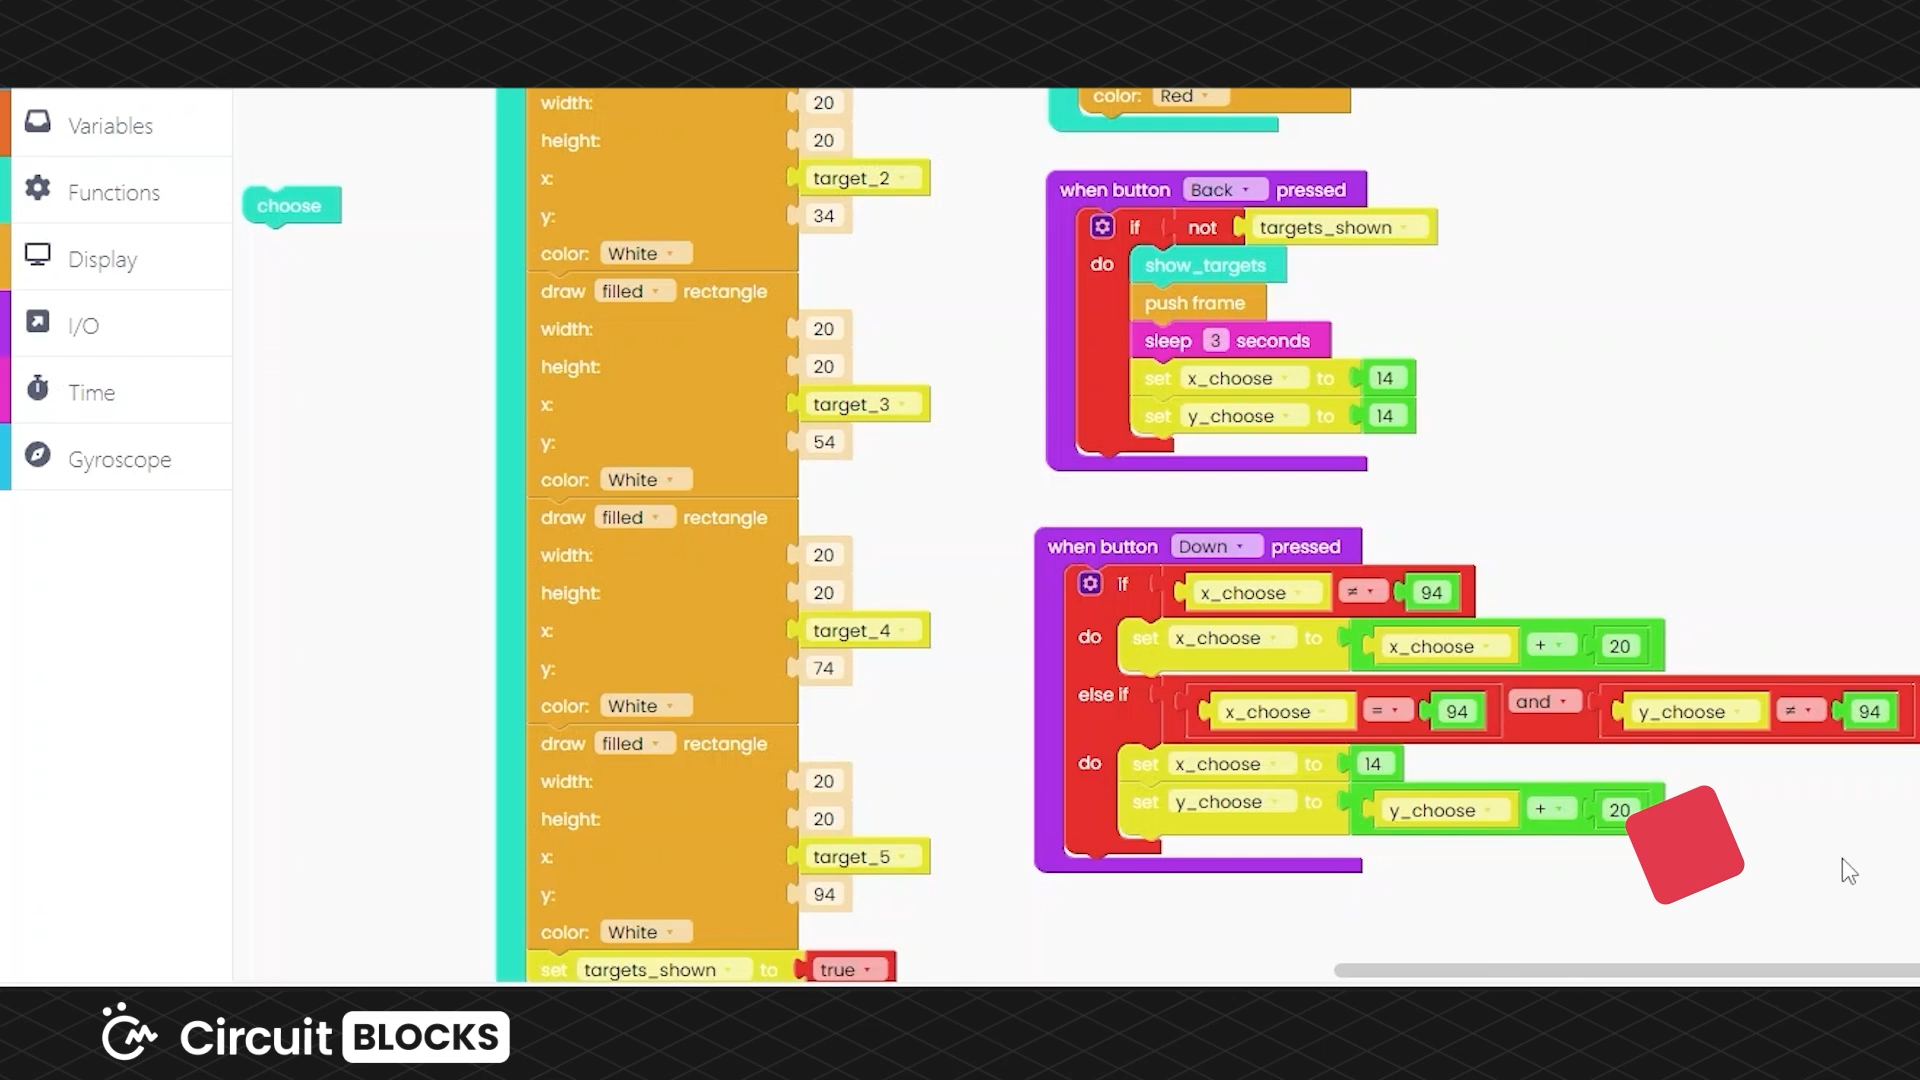 Variables
Functions
Display
I/O
Time
Gyroscope
choose
width: 20
height: 20
x: target_2
y: 34
color: White
draw filled rectangle
width: 20
height: 20
x: target_3
y: 54
color: White
draw filled rectangle
width: 20
height: 20
x: target_4
y: 74
color: White
draw filled rectangle
width: 20
height: 20
x: target_5
y: 94
color: White
set targets_shown to true
color: Red
when button Back pressed
if not targets_shown
do show_targets
push frame
sleep 3 seconds
set x_choose to 14
set y_choose to 14
when button Down pressed
if x_choose ≠ 94
do set x_choose to x_choose + 20
else if x_choose = 94 and y_choose ≠ 94
do set x_choose to 14
set y_choose to y_choose + 20
Circuit BLOCKS